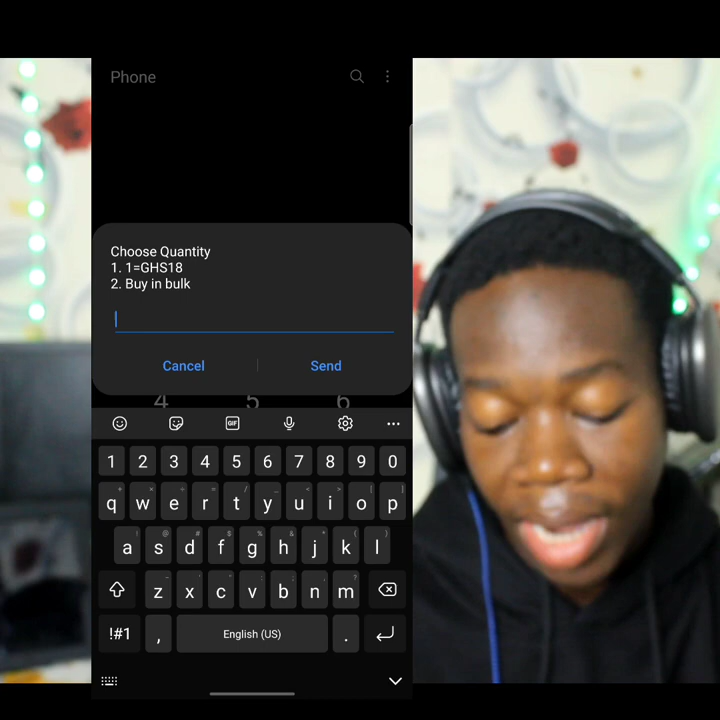 Phone
Choose Quantity
1. 1=GHS18
2. Buy in bulk
Cancel
Send
4 5 6
GIF
1 2 3 4 5 6 7 8 9 0
q w e r t y u i o p
a s d f g h j k l
z x c v b n m
!#1 , English (US) .